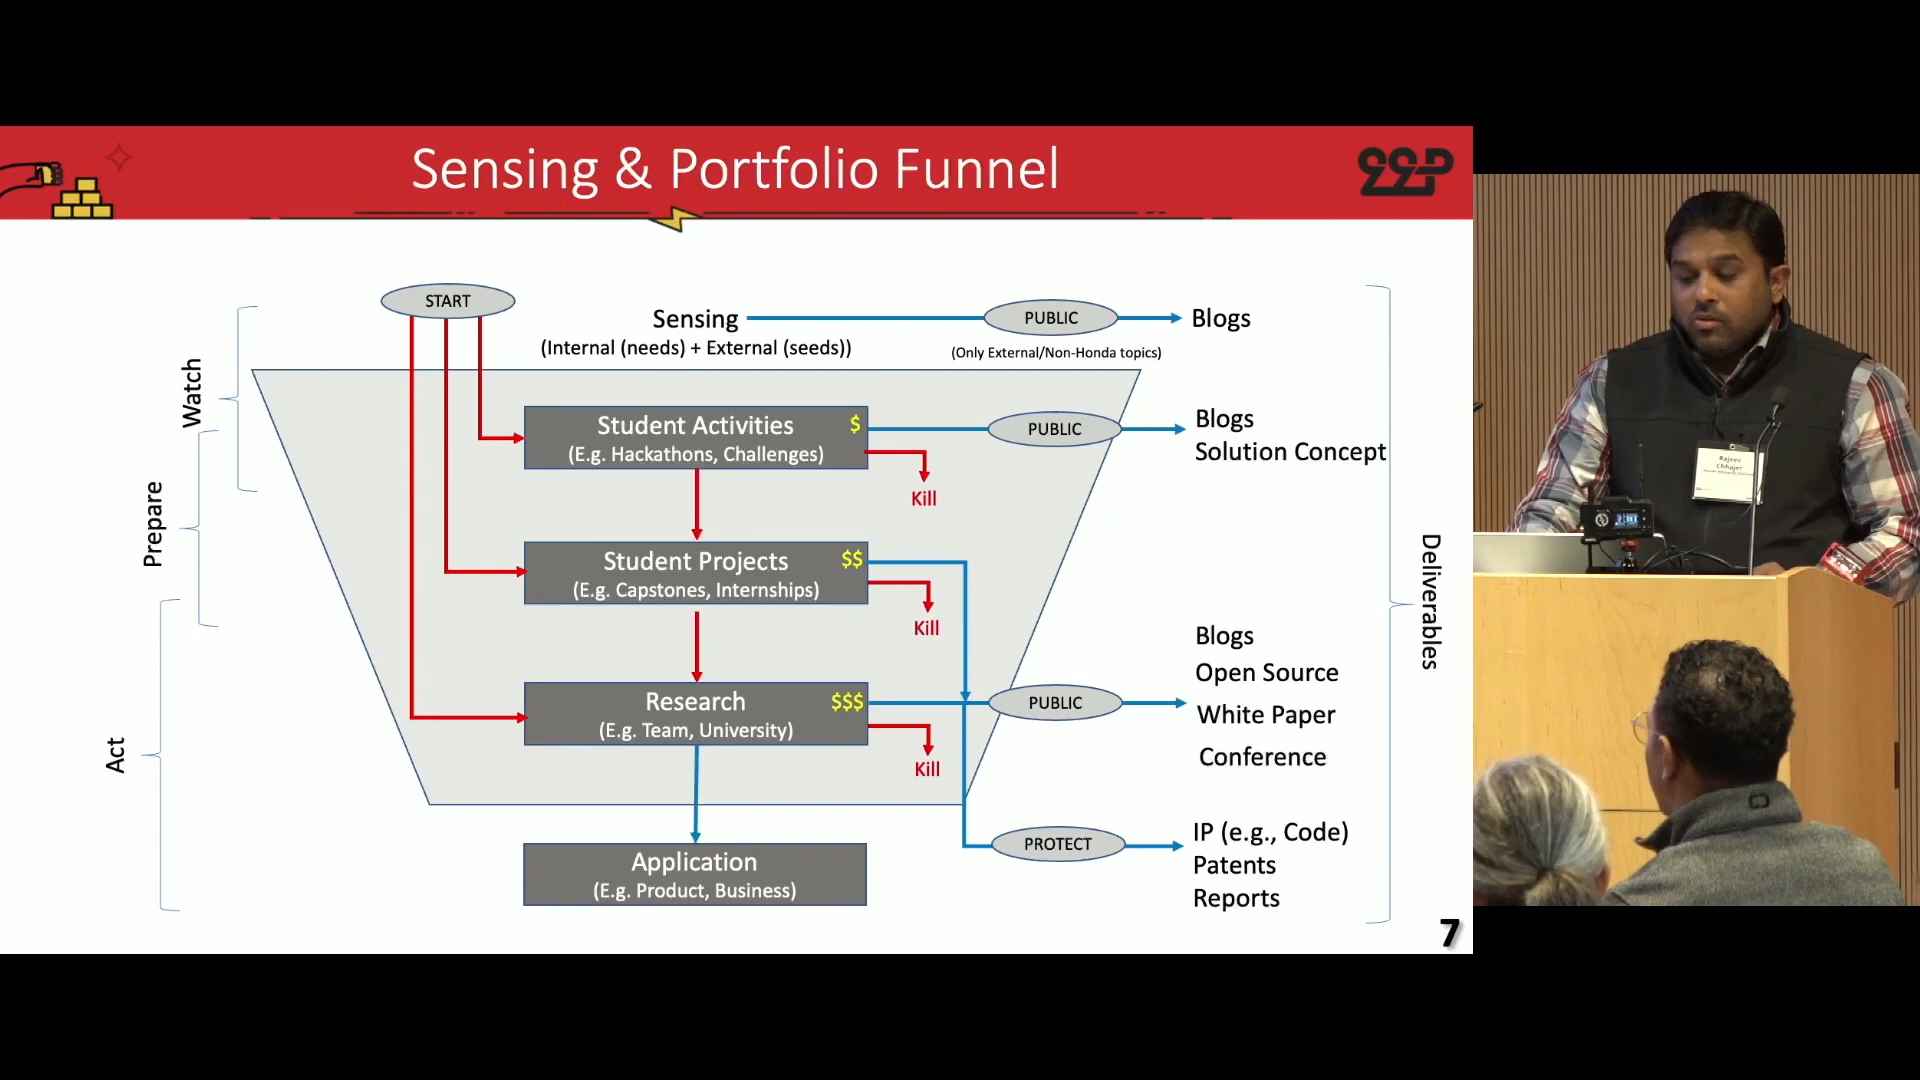 Sensing & Portfolio Funnel
START
Sensing
(Internal (needs) + External (seeds))
PUBLIC
(Only External/Non-Honda topics)
Blogs
Watch
Student Activities
$
(E.g. Hackathons, Challenges)
Kill
PUBLIC
Blogs
Solution Concept
Prepare
Student Projects
$$
(E.g. Capstones, Internships)
Kill
Research
$$$
(E.g. Team, University)
Kill
PUBLIC
Blogs
Open Source
White Paper
Conference
Act
Application
(E.g. Product, Business)
PROTECT
IP (e.g., Code)
Patents
Reports
Deliverables
7
Rajeev
Chhajer